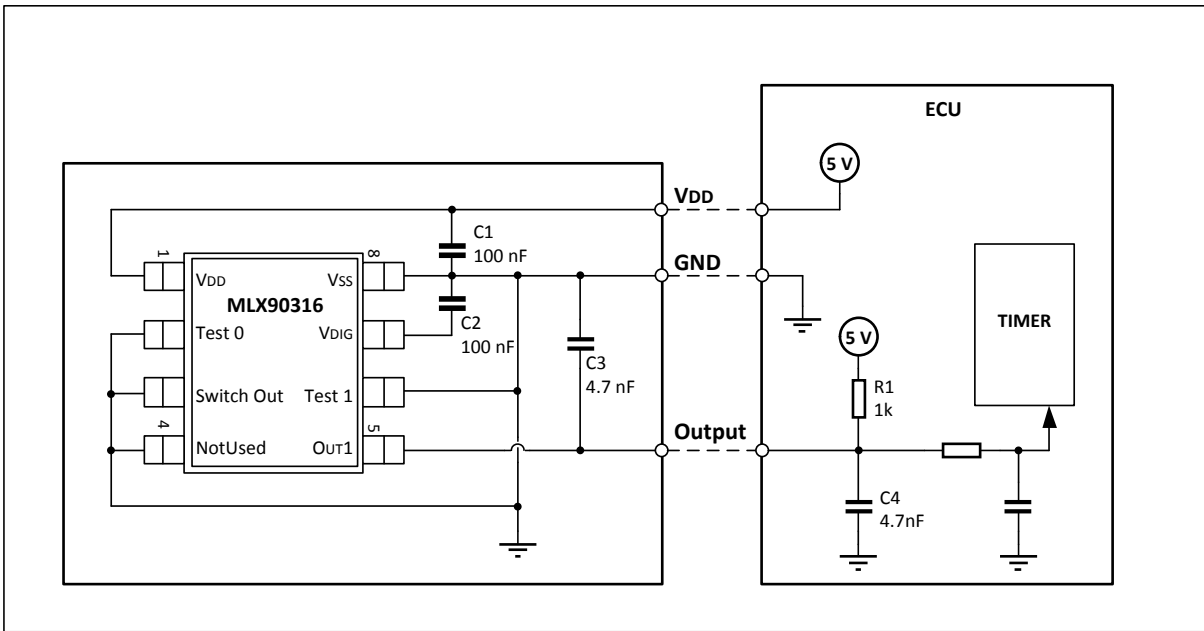 ECU
5 V
VDD
C1
100 nF
1
8
VDD
VSS
GND
MLX90316
C2
100 nF
Test 0
VDIG
TIMER
5 V
C3
4.7 nF
R1
1k
Switch Out
Test 1
4
5
NotUsed
OUT1
Output
C4
4.7nF